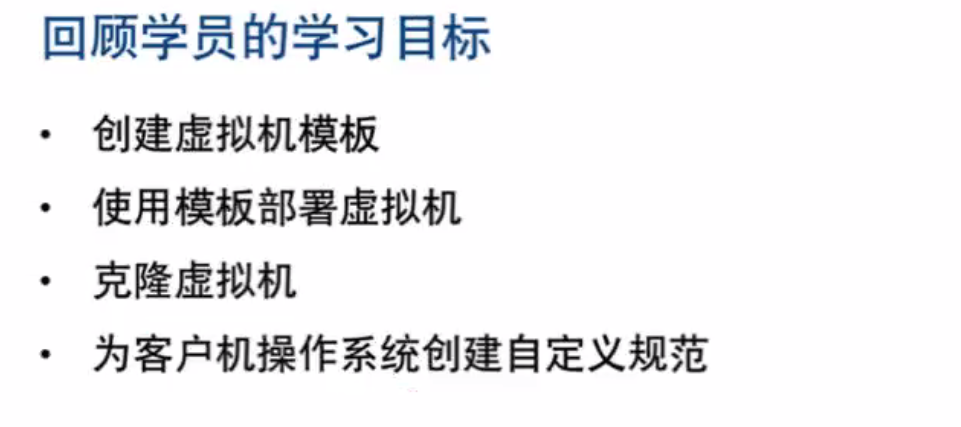 回顾学员的学习目标
• 创建虚拟机模板
• 使用模板部署虚拟机
• 克隆虚拟机
• 为客户机操作系统创建自定义规范